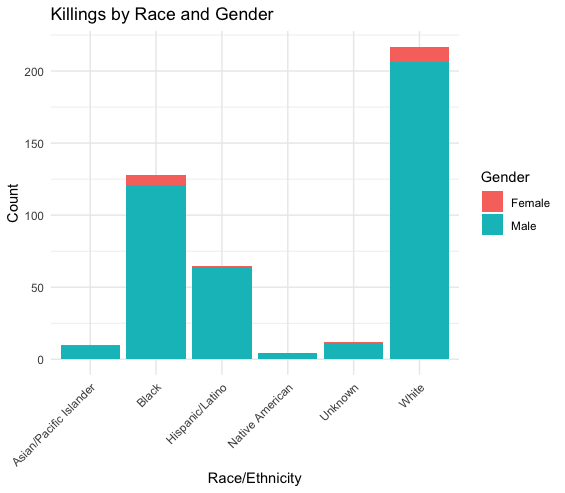 Killings by Race and Gender
Count
200
150
100
50
0
Asian/Pacific Islander
Black
Hispanic/Latino
Native American
Unknown
White
Race/Ethnicity
Gender
Female
Male